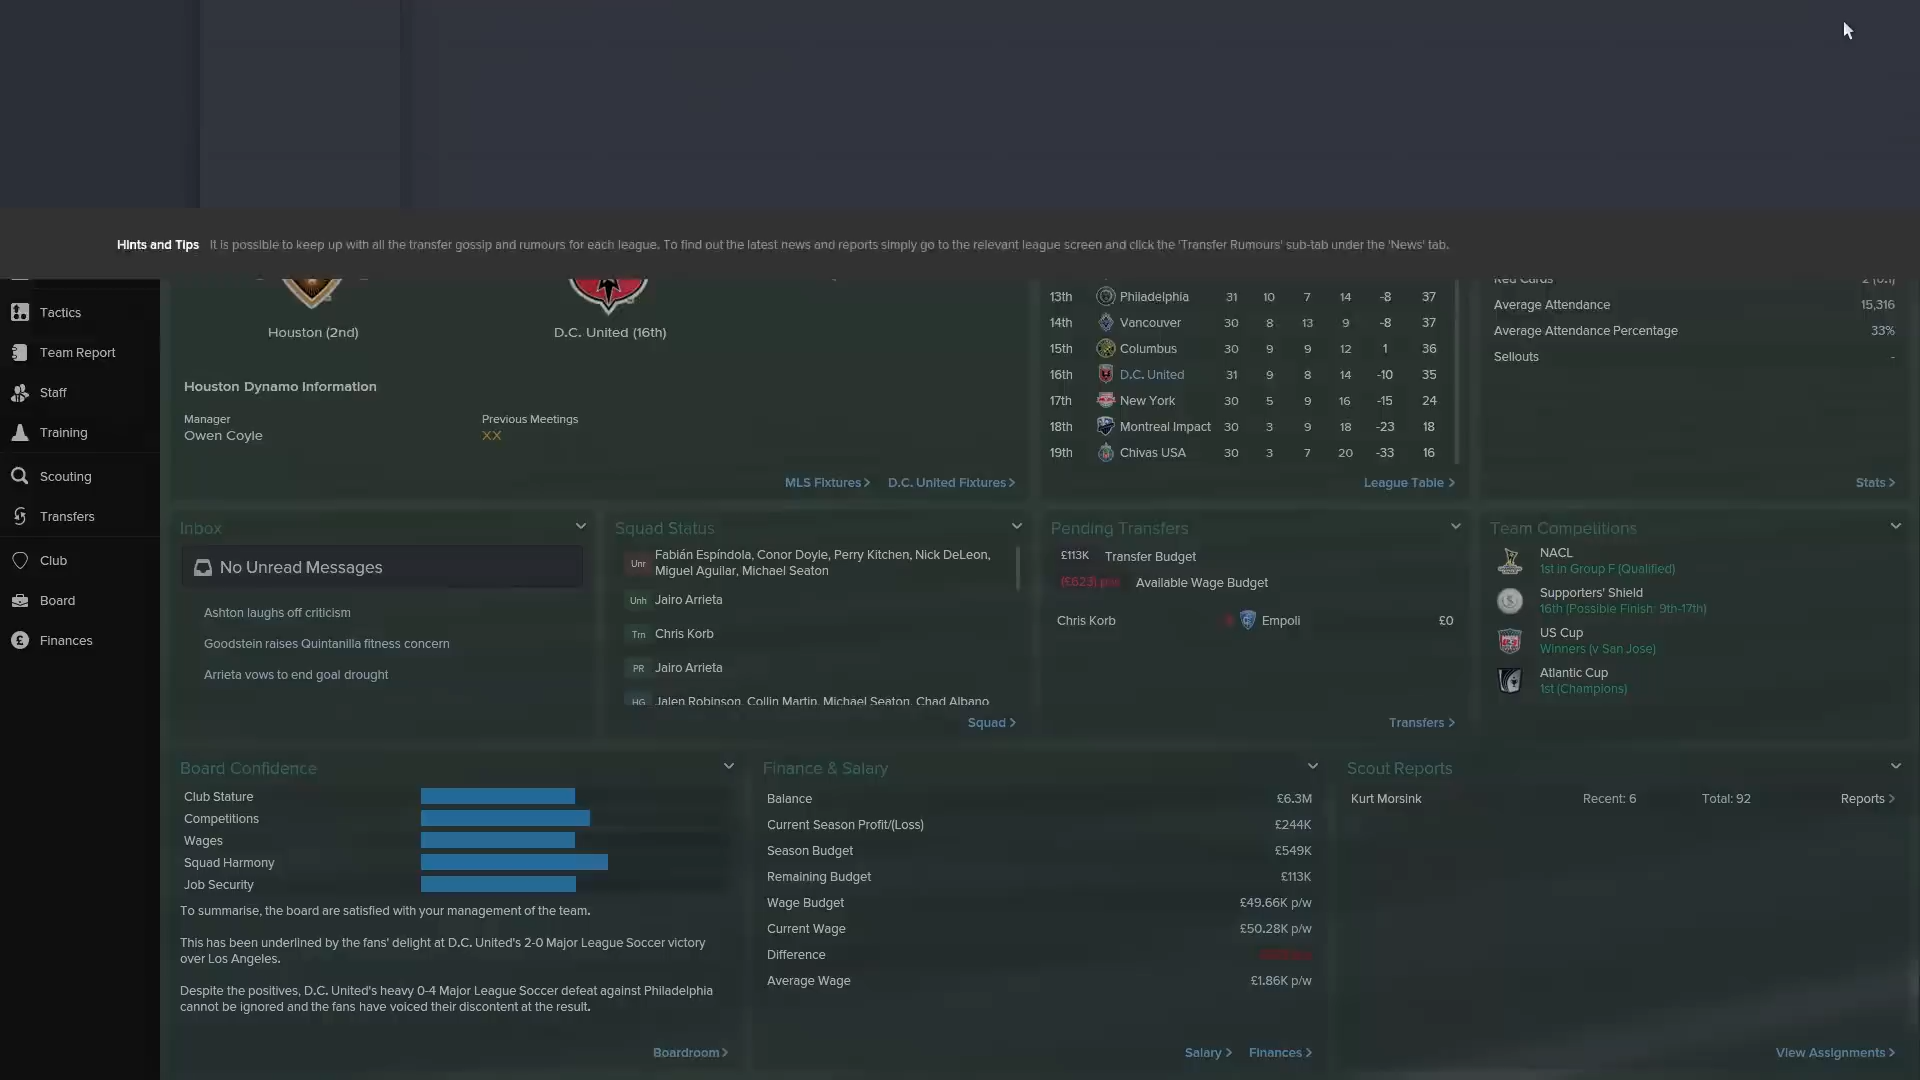 Hints and Tips It is possible to keep up with all the transfer gossip and rumours for each league. To find out the latest news and reports simply go to the relevant league screen and click the 'Transfer Rumours' sub-tab under the 'News' tab.
Tactics
Team Report
Staff
Training
Scouting
Transfers
Club
Board
Finances
Houston (2nd)
D.C. United (16th)
Houston Dynamo Information
Manager
Owen Coyle
Previous Meetings
XX
MLS Fixtures
D.C. United Fixtures
13th Philadelphia 31 10 7 14 -8 37
14th Vancouver 30 8 13 9 -8 37
15th Columbus 30 9 9 12 1 36
16th D.C. United 31 9 8 14 -10 35
17th New York 30 5 9 16 -15 24
18th Montreal Impact 30 3 9 18 -23 18
19th Chivas USA 30 3 7 20 -33 16
League Table
Red Cards
Average Attendance 15,316
Average Attendance Percentage 33%
Sellouts -
Stats
Inbox
No Unread Messages
Ashton laughs off criticism
Goodstein raises Quintanilla fitness concern
Arrieta vows to end goal drought
Squad Status
Unr Fabián Espíndola, Conor Doyle, Perry Kitchen, Nick DeLeon,
Miguel Aguilar, Michael Seaton
Unh Jairo Arrieta
Trn Chris Korb
PR Jairo Arrieta
HG Jalen Robinson, Collin Martin, Michael Seaton, Chad Albano
Squad
Pending Transfers
£113K Transfer Budget
(£623) p/w Available Wage Budget
Chris Korb Empoli £0
Transfers
Team Competitions
NACL
1st in Group F (Qualified)
Supporters' Shield
16th (Possible Finish: 9th-17th)
US Cup
Winners (v San Jose)
Atlantic Cup
1st (Champions)
Board Confidence
Club Stature
Competitions
Wages
Squad Harmony
Job Security
To summarise, the board are satisfied with your management of the team.
This has been underlined by the fans' delight at D.C. United's 2-0 Major League Soccer victory
over Los Angeles.
Despite the positives, D.C. United's heavy 0-4 Major League Soccer defeat against Philadelphia
cannot be ignored and the fans have voiced their discontent at the result.
Boardroom
Finance & Salary
Balance £6.3M
Current Season Profit/(Loss) £244K
Season Budget £549K
Remaining Budget £113K
Wage Budget £49.66K p/w
Current Wage £50.28K p/w
Difference
Average Wage £1.86K p/w
Salary
Finances
Scout Reports
Kurt Morsink Recent: 6 Total: 92 Reports
View Assignments